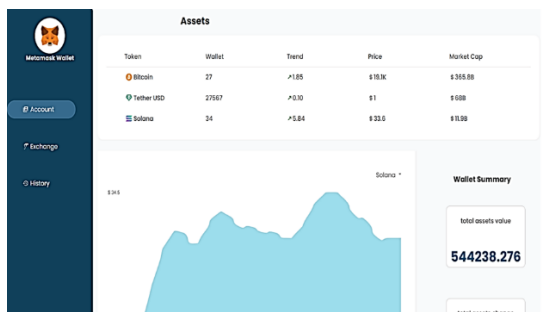 Assets
Metamask Wallet
Token Wallet Trend Price Market Cap
Bitcoin 27 ↗1.85 $19.1K $365.8B
Tether USD 27567 ↗0.10 $1 $68B
Solana 34 ↗5.84 $33.6 $11.9B
Account
Exchange
History
Solana
Wallet Summary
$34.5
total assets value
544238.276